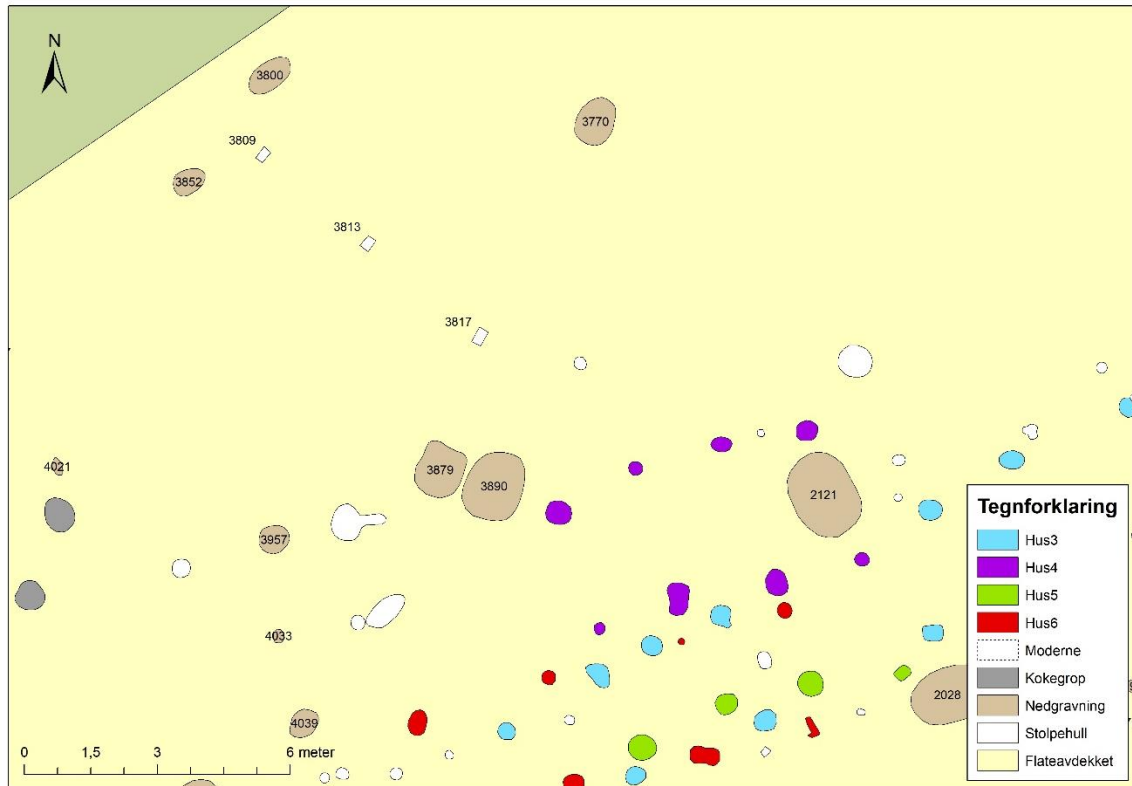 N
3800
3770
3809
3852
3813
3817
4021
3879
3890
2121
3957
4033
4039
2028
0 1,5 3 6 meter
Tegnforklaring
Hus3
Hus4
Hus5
Hus6
Moderne
Kokegrop
Nedgravning
Stolpehull
Flateavdekket